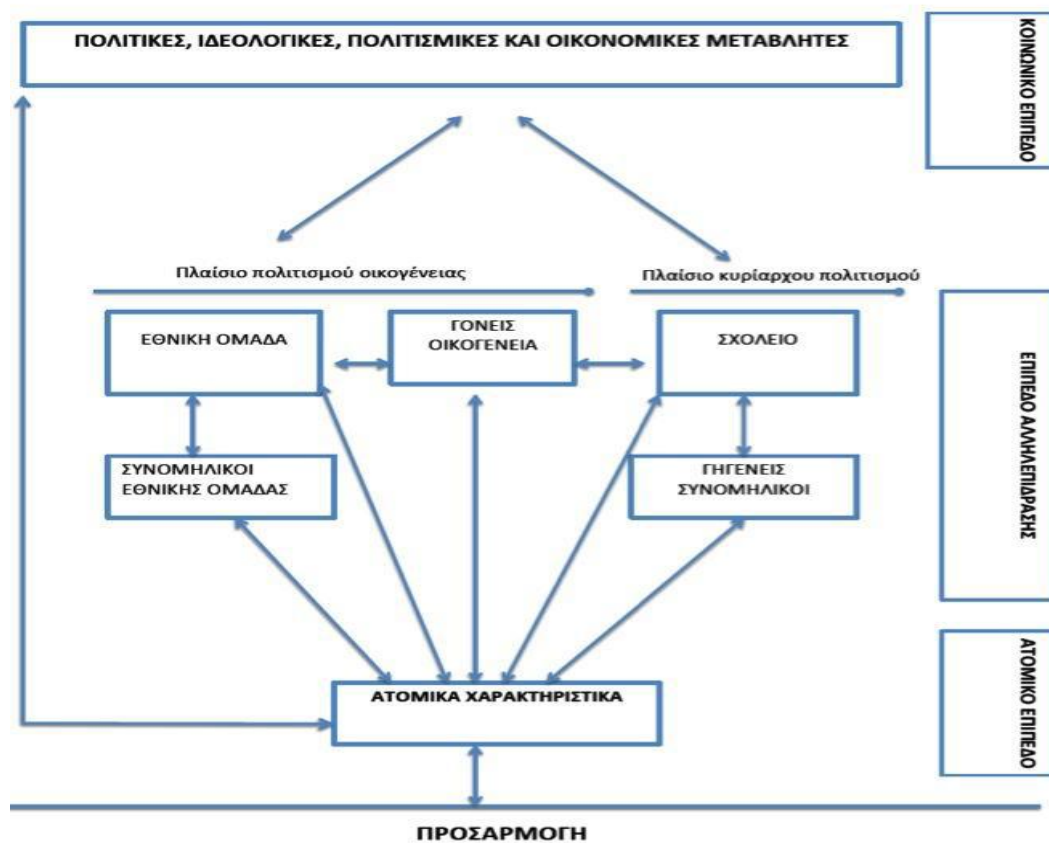 ΠΟΛΙΤΙΚΕΣ, ΙΔΕΟΛΟΓΙΚΕΣ, ΠΟΛΙΤΙΣΜΙΚΕΣ ΚΑΙ ΟΙΚΟΝΟΜΙΚΕΣ ΜΕΤΑΒΛΗΤΕΣ
ΚΟΙΝΩΝΙΚΟ ΕΠΙΠΕΔΟ
Πλαίσιο πολιτισμού οικογένειας
Πλαίσιο κυρίαρχου πολιτισμού
ΕΘΝΙΚΗ ΟΜΑΔΑ
ΓΟΝΕΙΣ
ΟΙΚΟΓΕΝΕΙΑ
ΣΧΟΛΕΙΟ
ΣΥΝΟΜΗΛΙΚΟΙ
ΕΘΝΙΚΗΣ ΟΜΑΔΑΣ
ΓΗΓΕΝΕΙΣ
ΣΥΝΟΜΗΛΙΚΟΙ
ΕΠΙΠΕΔΟ ΑΛΛΗΛΕΠΙΔΡΑΣΗΣ
ΑΤΟΜΙΚΑ ΧΑΡΑΚΤΗΡΙΣΤΙΚΑ
ΑΤΟΜΙΚΟ ΕΠΙΠΕΔΟ
ΠΡΟΣΑΡΜΟΓΗ